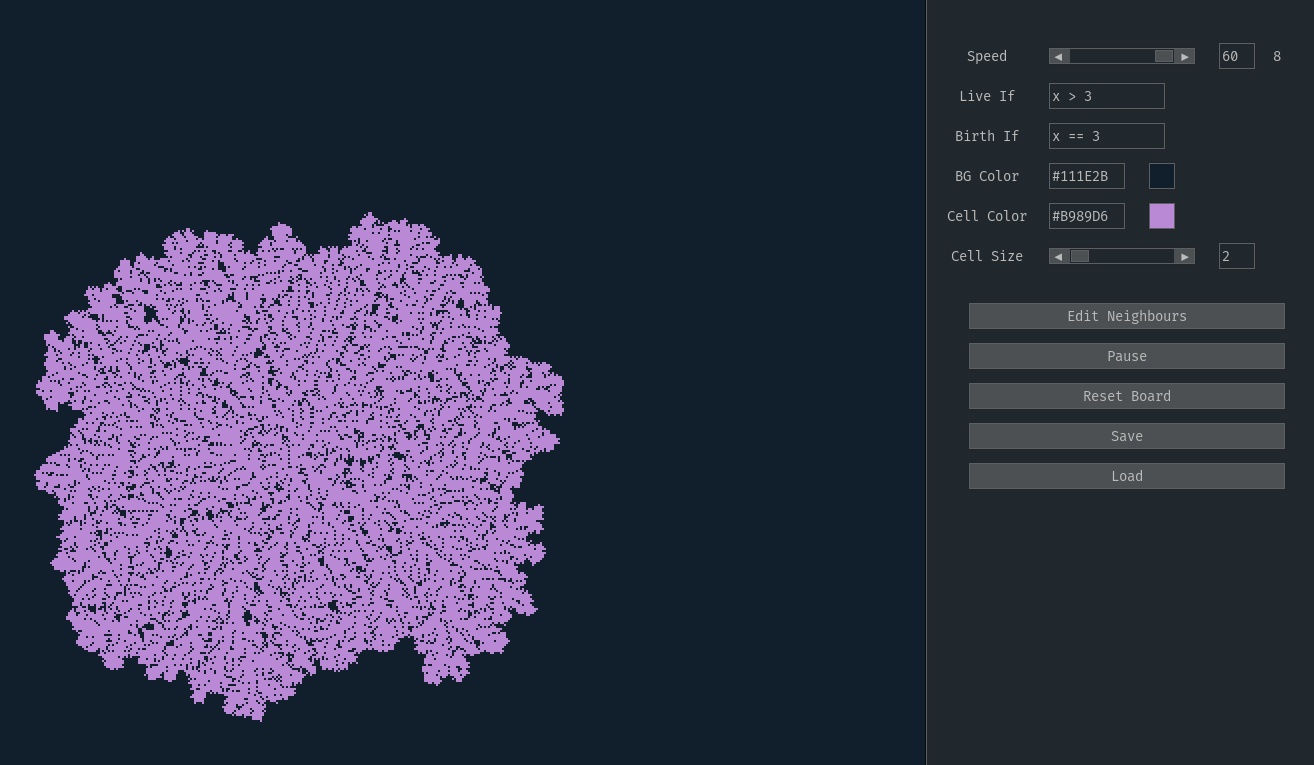 Speed 60 8
Live If x > 3
Birth If x == 3
BG Color #111E2B
Cell Color #B989D6
Cell Size 2
Edit Neighbours
Pause
Reset Board
Save
Load